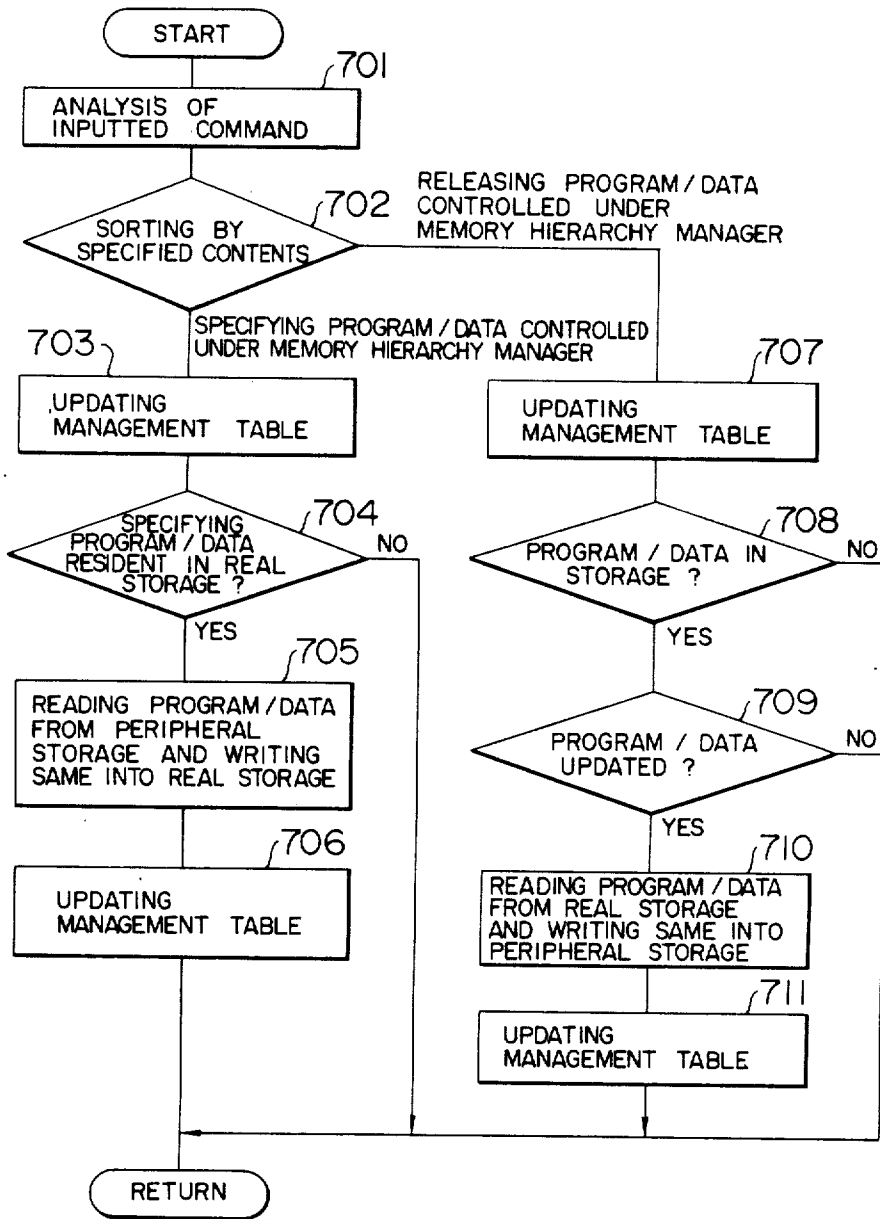 START
701
ANALYSIS OF
INPUTTED COMMAND
702
SORTING BY
SPECIFIED CONTENTS
RELEASING PROGRAM / DATA
CONTROLLED UNDER
MEMORY HIERARCHY MANAGER
SPECIFYING PROGRAM / DATA CONTROLLED
UNDER MEMORY HIERARCHY MANAGER
703
UPDATING
MANAGEMENT TABLE
704
SPECIFYING
PROGRAM / DATA
RESIDENT IN REAL
STORAGE ?
NO
YES
705
READING PROGRAM / DATA
FROM PERIPHERAL
STORAGE AND WRITING
SAME INTO REAL STORAGE
706
UPDATING
MANAGEMENT TABLE
707
UPDATING
MANAGEMENT TABLE
708
PROGRAM / DATA IN
STORAGE ?
NO
YES
709
PROGRAM / DATA
UPDATED ?
NO
YES
710
READING PROGRAM / DATA
FROM REAL STORAGE
AND WRITING SAME INTO
PERIPHERAL STORAGE
711
UPDATING
MANAGEMENT TABLE
RETURN